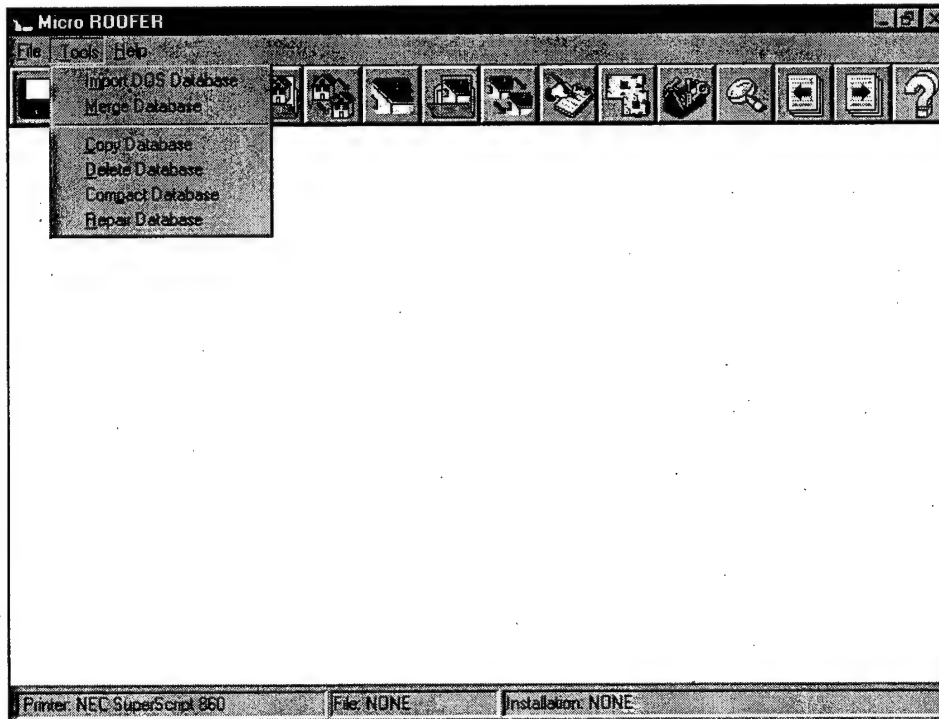 Micro ROOFER
File Tools Help
Import DOS Database
Merge Database
Copy Database
Delete Database
Compact Database
Repair Database
Printer: NEC SuperScript 860 File: NONE Installation: NONE